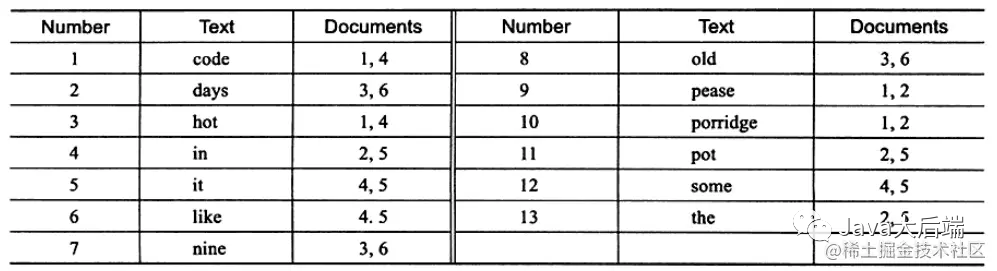 Number Text Documents Number Text Documents
1 code 1, 4 8 old 3, 6
2 days 3, 6 9 pease 1, 2
3 hot 1, 4 10 porridge 1, 2
4 in 2, 5 11 pot 2, 5
5 it 4, 5 12 some 4, 5
6 like 4. 5 13 the 2,
7 nine 3, 6
Java大后端
@稀土掘金技术社区